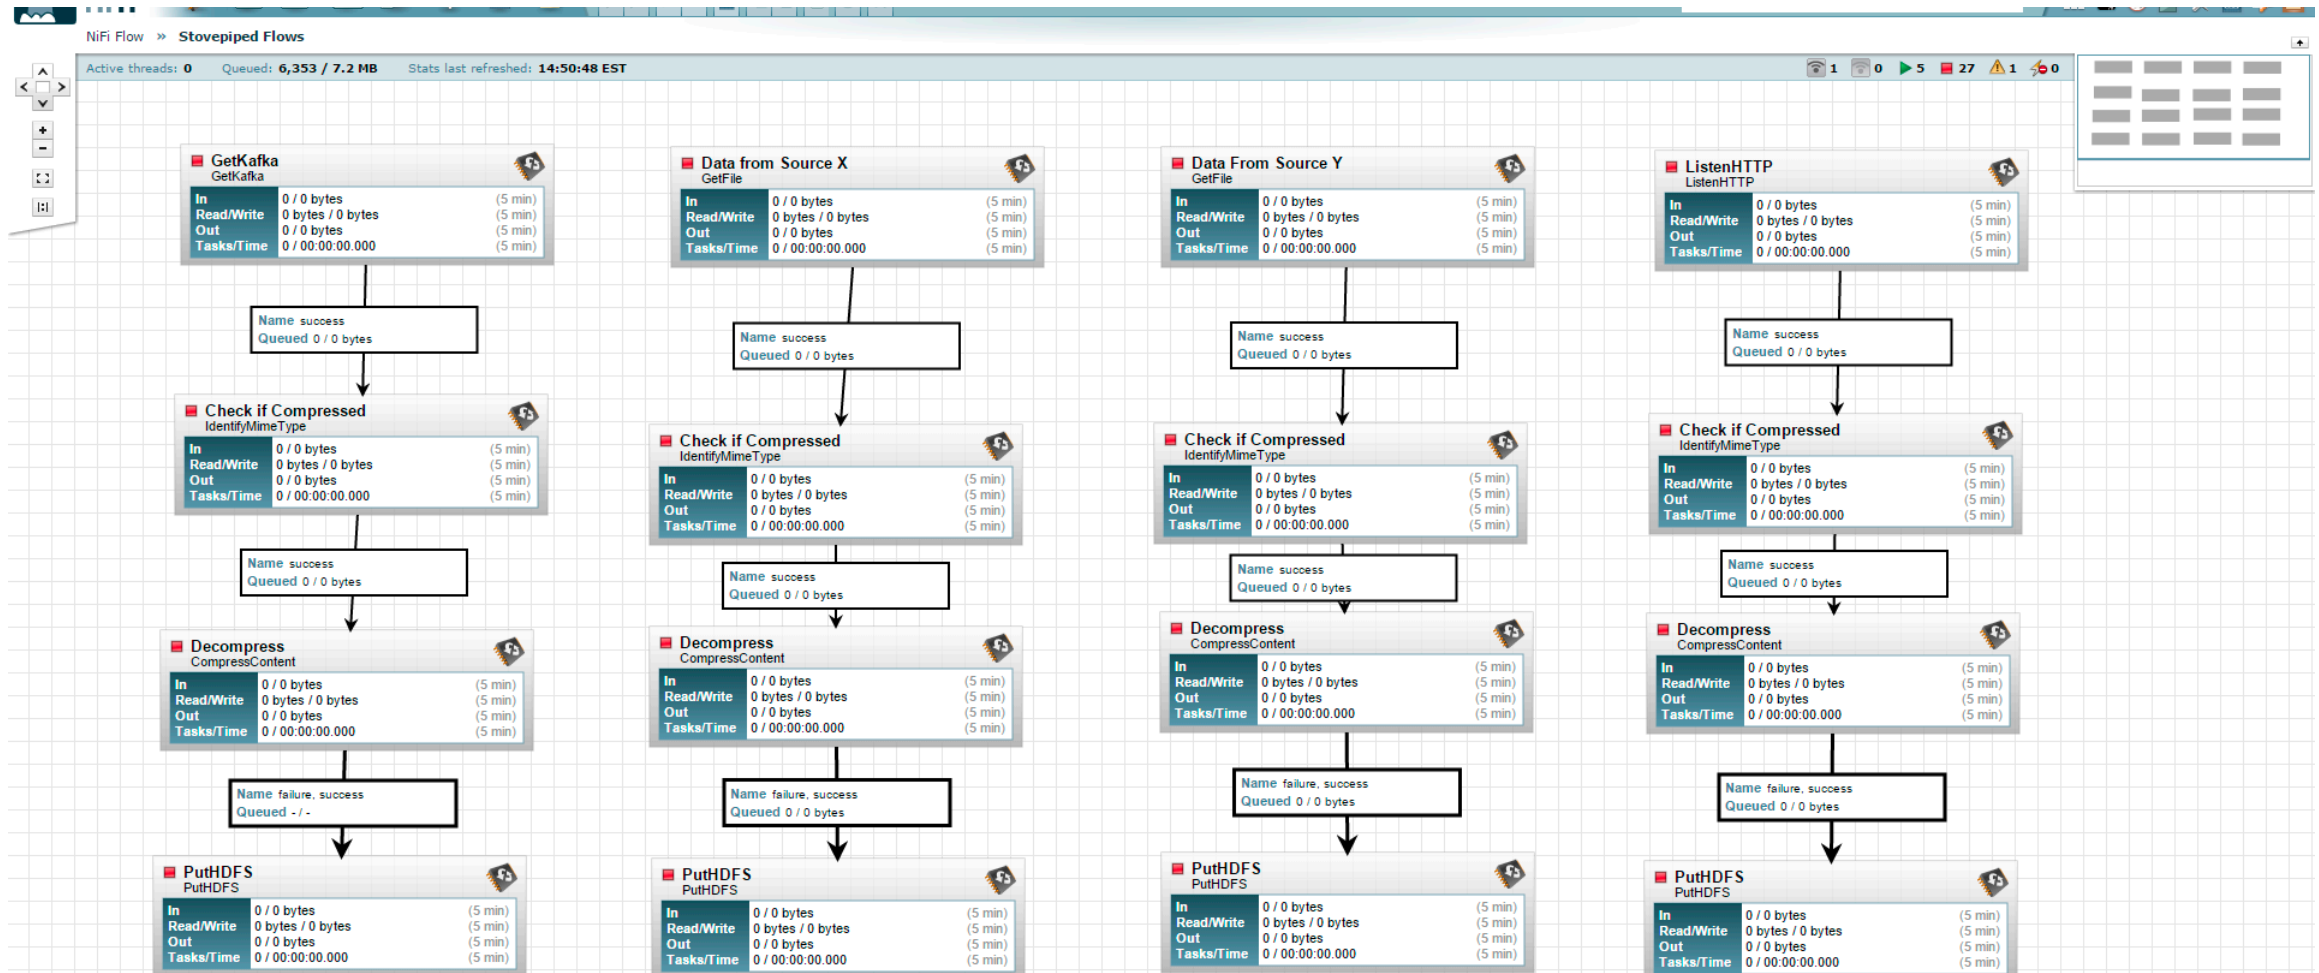 NiFi Flow » Stovepiped Flows
Active threads: 0 Queued: 6,353 / 7.2 MB Stats last refreshed: 14:50:48 EST 1 0 5 27 1 0
GetKafka
GetKafka
In 0 / 0 bytes (5 min)
Read/Write 0 bytes / 0 bytes (5 min)
Out 0 / 0 bytes (5 min)
Tasks/Time 0 / 00:00:00.000 (5 min)
Name success
Queued 0 / 0 bytes
Check if Compressed
IdentifyMimeType
In 0 / 0 bytes (5 min)
Read/Write 0 bytes / 0 bytes (5 min)
Out 0 / 0 bytes (5 min)
Tasks/Time 0 / 00:00:00.000 (5 min)
Name success
Queued 0 / 0 bytes
Decompress
CompressContent
In 0 / 0 bytes (5 min)
Read/Write 0 bytes / 0 bytes (5 min)
Out 0 / 0 bytes (5 min)
Tasks/Time 0 / 00:00:00.000 (5 min)
Name failure, success
Queued - / -
PutHDFS
PutHDFS
In 0 / 0 bytes (5 min)
Read/Write 0 bytes / 0 bytes (5 min)
Out 0 / 0 bytes (5 min)
Tasks/Time 0 / 00:00:00.000 (5 min)
Data from Source X
GetFile
In 0 / 0 bytes (5 min)
Read/Write 0 bytes / 0 bytes (5 min)
Out 0 / 0 bytes (5 min)
Tasks/Time 0 / 00:00:00.000 (5 min)
Name success
Queued 0 / 0 bytes
Check if Compressed
IdentifyMimeType
In 0 / 0 bytes (5 min)
Read/Write 0 bytes / 0 bytes (5 min)
Out 0 / 0 bytes (5 min)
Tasks/Time 0 / 00:00:00.000 (5 min)
Name success
Queued 0 / 0 bytes
Decompress
CompressContent
In 0 / 0 bytes (5 min)
Read/Write 0 bytes / 0 bytes (5 min)
Out 0 / 0 bytes (5 min)
Tasks/Time 0 / 00:00:00.000 (5 min)
Name failure, success
Queued 0 / 0 bytes
PutHDFS
PutHDFS
In 0 / 0 bytes (5 min)
Read/Write 0 bytes / 0 bytes (5 min)
Out 0 / 0 bytes (5 min)
Tasks/Time 0 / 00:00:00.000 (5 min)
Data From Source Y
GetFile
In 0 / 0 bytes (5 min)
Read/Write 0 bytes / 0 bytes (5 min)
Out 0 / 0 bytes (5 min)
Tasks/Time 0 / 00:00:00.000 (5 min)
Name success
Queued 0 / 0 bytes
Check if Compressed
IdentifyMimeType
In 0 / 0 bytes (5 min)
Read/Write 0 bytes / 0 bytes (5 min)
Out 0 / 0 bytes (5 min)
Tasks/Time 0 / 00:00:00.000 (5 min)
Name success
Queued 0 / 0 bytes
Decompress
CompressContent
In 0 / 0 bytes (5 min)
Read/Write 0 bytes / 0 bytes (5 min)
Out 0 / 0 bytes (5 min)
Tasks/Time 0 / 00:00:00.000 (5 min)
Name failure, success
Queued 0 / 0 bytes
PutHDFS
PutHDFS
In 0 / 0 bytes (5 min)
Read/Write 0 bytes / 0 bytes (5 min)
Out 0 / 0 bytes (5 min)
Tasks/Time 0 / 00:00:00.000 (5 min)
ListenHTTP
ListenHTTP
In 0 / 0 bytes (5 min)
Read/Write 0 bytes / 0 bytes (5 min)
Out 0 / 0 bytes (5 min)
Tasks/Time 0 / 00:00:00.000 (5 min)
Name success
Queued 0 / 0 bytes
Check if Compressed
IdentifyMimeType
In 0 / 0 bytes (5 min)
Read/Write 0 bytes / 0 bytes (5 min)
Out 0 / 0 bytes (5 min)
Tasks/Time 0 / 00:00:00.000 (5 min)
Name success
Queued 0 / 0 bytes
Decompress
CompressContent
In 0 / 0 bytes (5 min)
Read/Write 0 bytes / 0 bytes (5 min)
Out 0 / 0 bytes (5 min)
Tasks/Time 0 / 00:00:00.000 (5 min)
Name failure, success
Queued 0 / 0 bytes
PutHDFS
PutHDFS
In 0 / 0 bytes (5 min)
Read/Write 0 bytes / 0 bytes (5 min)
Out 0 / 0 bytes (5 min)
Tasks/Time 0 / 00:00:00.000 (5 min)